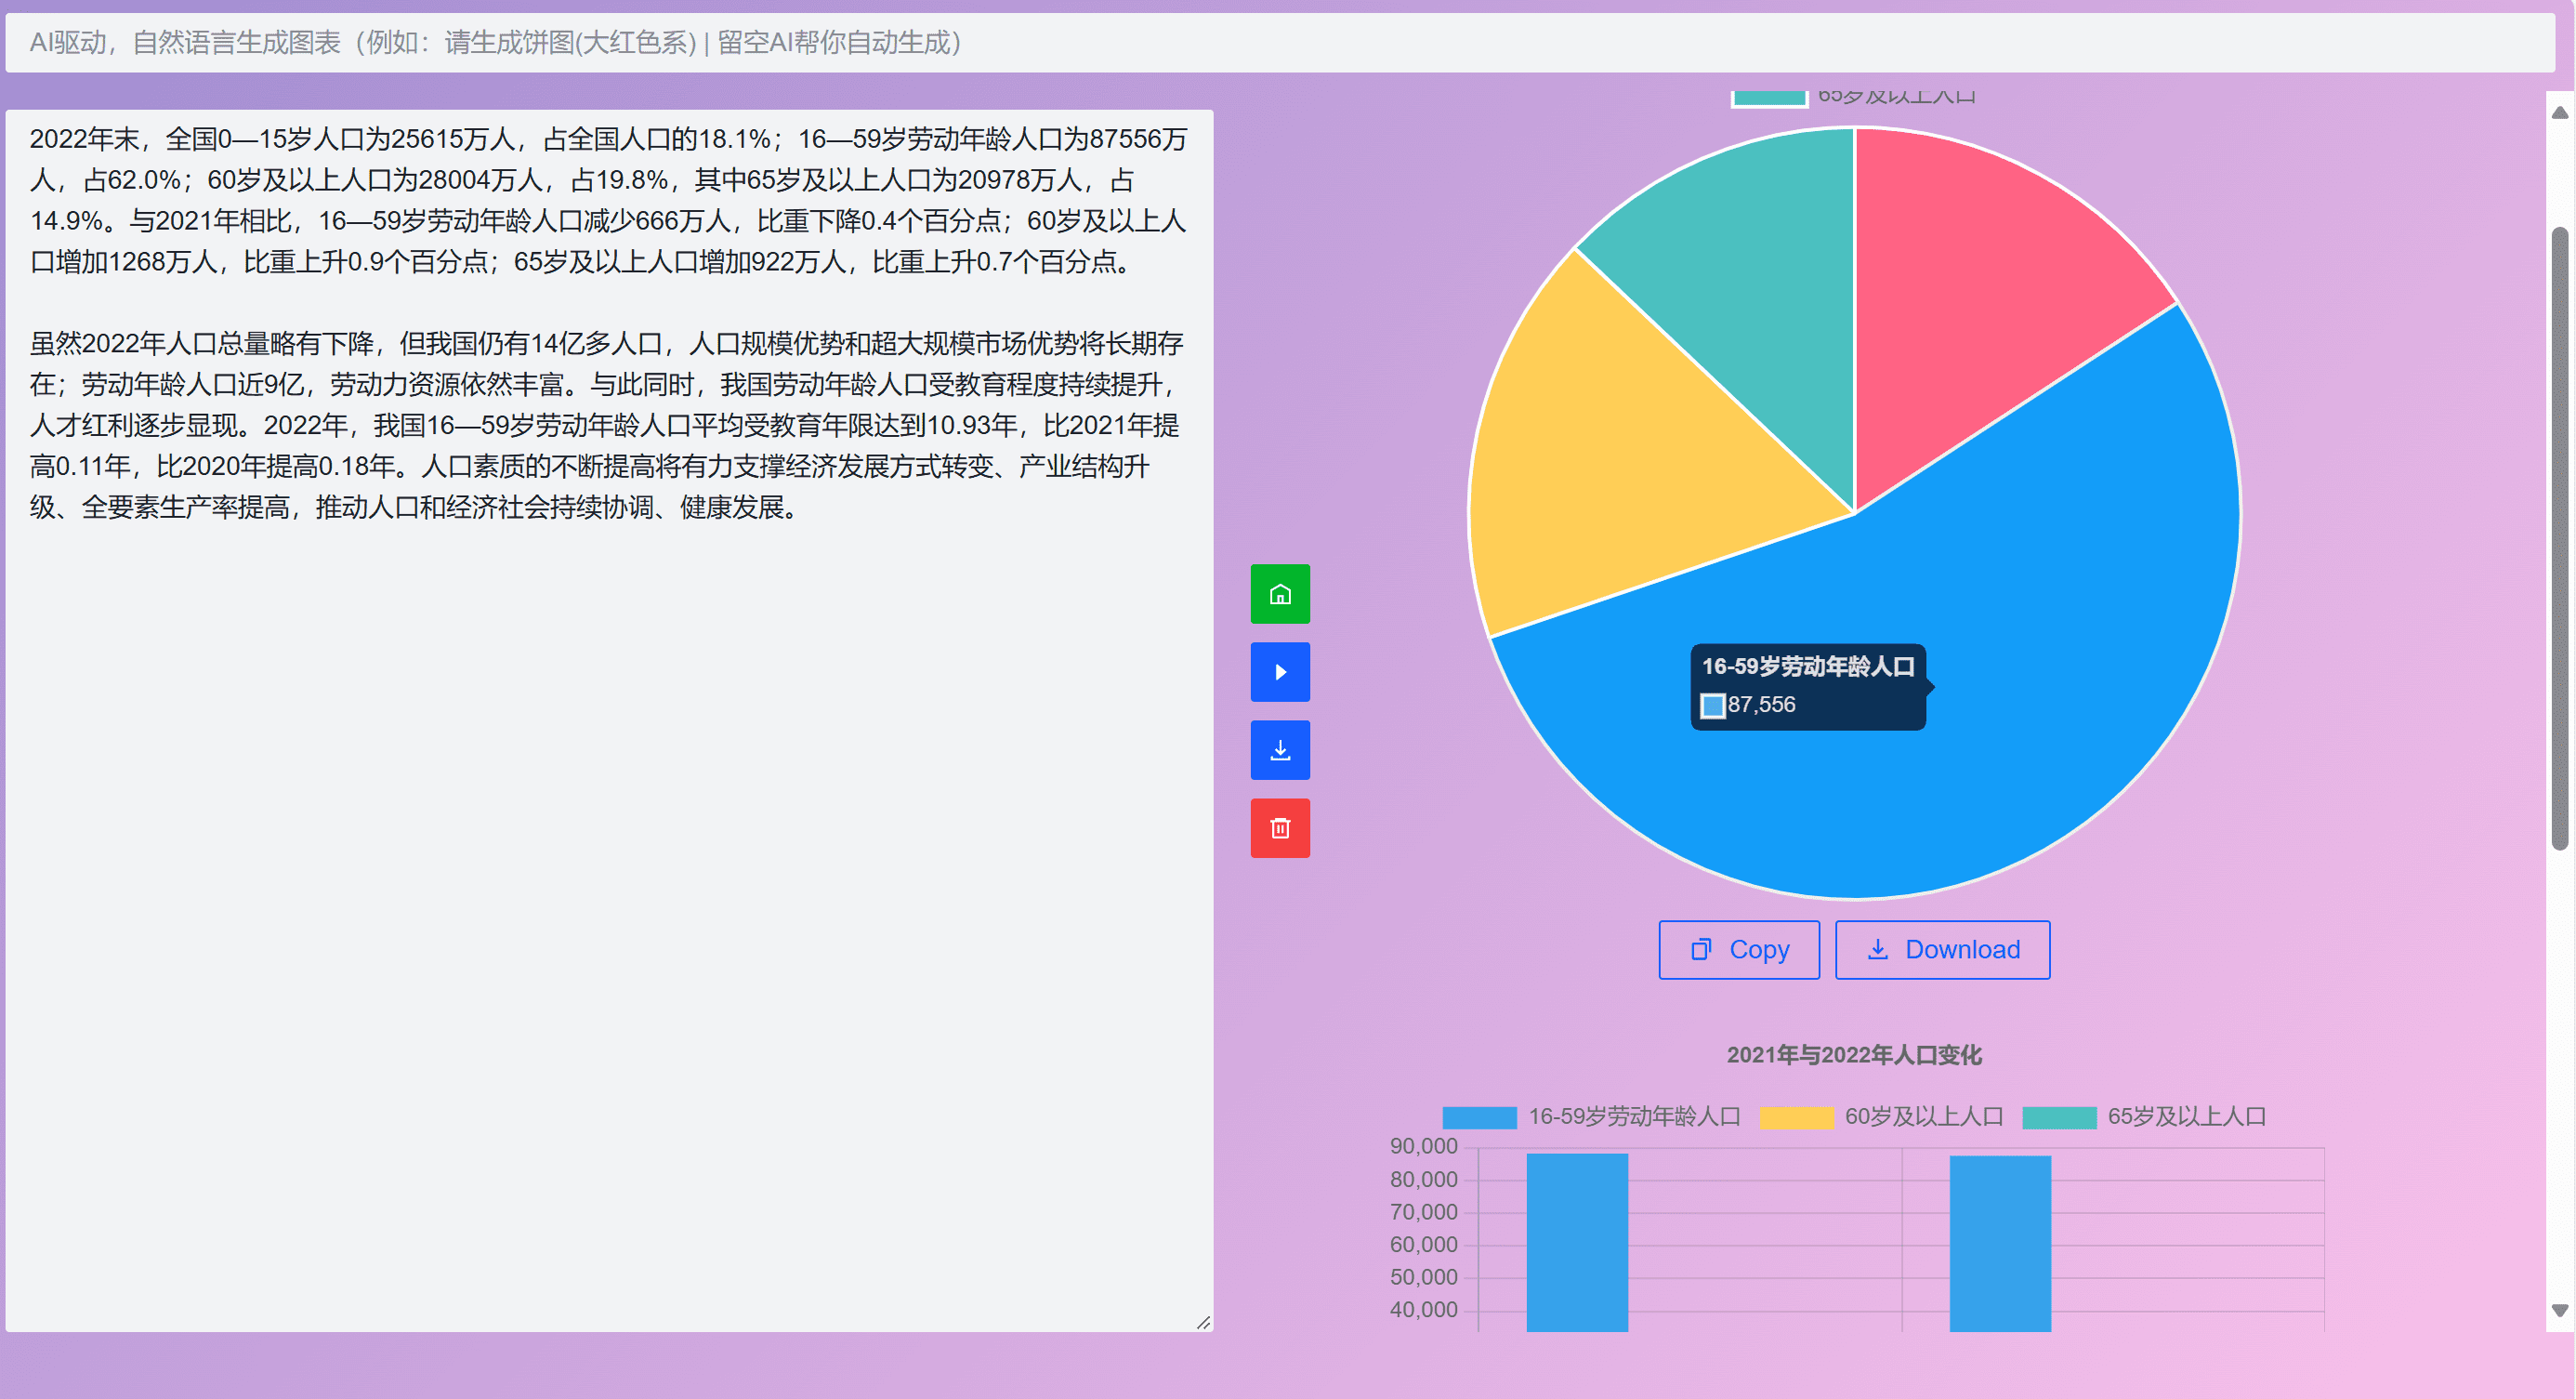 AI驱动，自然语言生成图表（例如：请生成饼图(大红色系) | 留空AI帮你自动生成）
2022年末，全国0—15岁人口为25615万人，占全国人口的18.1%；16—59岁劳动年龄人口为87556万
人，占62.0%；60岁及以上人口为28004万人，占19.8%，其中65岁及以上人口为20978万人，占
14.9%。与2021年相比，16—59岁劳动年龄人口减少666万人，比重下降0.4个百分点；60岁及以上人
口增加1268万人，比重上升0.9个百分点；65岁及以上人口增加922万人，比重上升0.7个百分点。
虽然2022年人口总量略有下降，但我国仍有14亿多人口，人口规模优势和超大规模市场优势将长期存
在；劳动年龄人口近9亿，劳动力资源依然丰富。与此同时，我国劳动年龄人口受教育程度持续提升，
人才红利逐步显现。2022年，我国16—59岁劳动年龄人口平均受教育年限达到10.93年，比2021年提
高0.11年，比2020年提高0.18年。人口素质的不断提高将有力支撑经济发展方式转变、产业结构升
级、全要素生产率提高，推动人口和经济社会持续协调、健康发展。
65岁及以上人口
16-59岁劳动年龄人口
87,556
Copy
Download
2021年与2022年人口变化
16-59岁劳动年龄人口
60岁及以上人口
65岁及以上人口
90,000
80,000
70,000
60,000
50,000
40,000